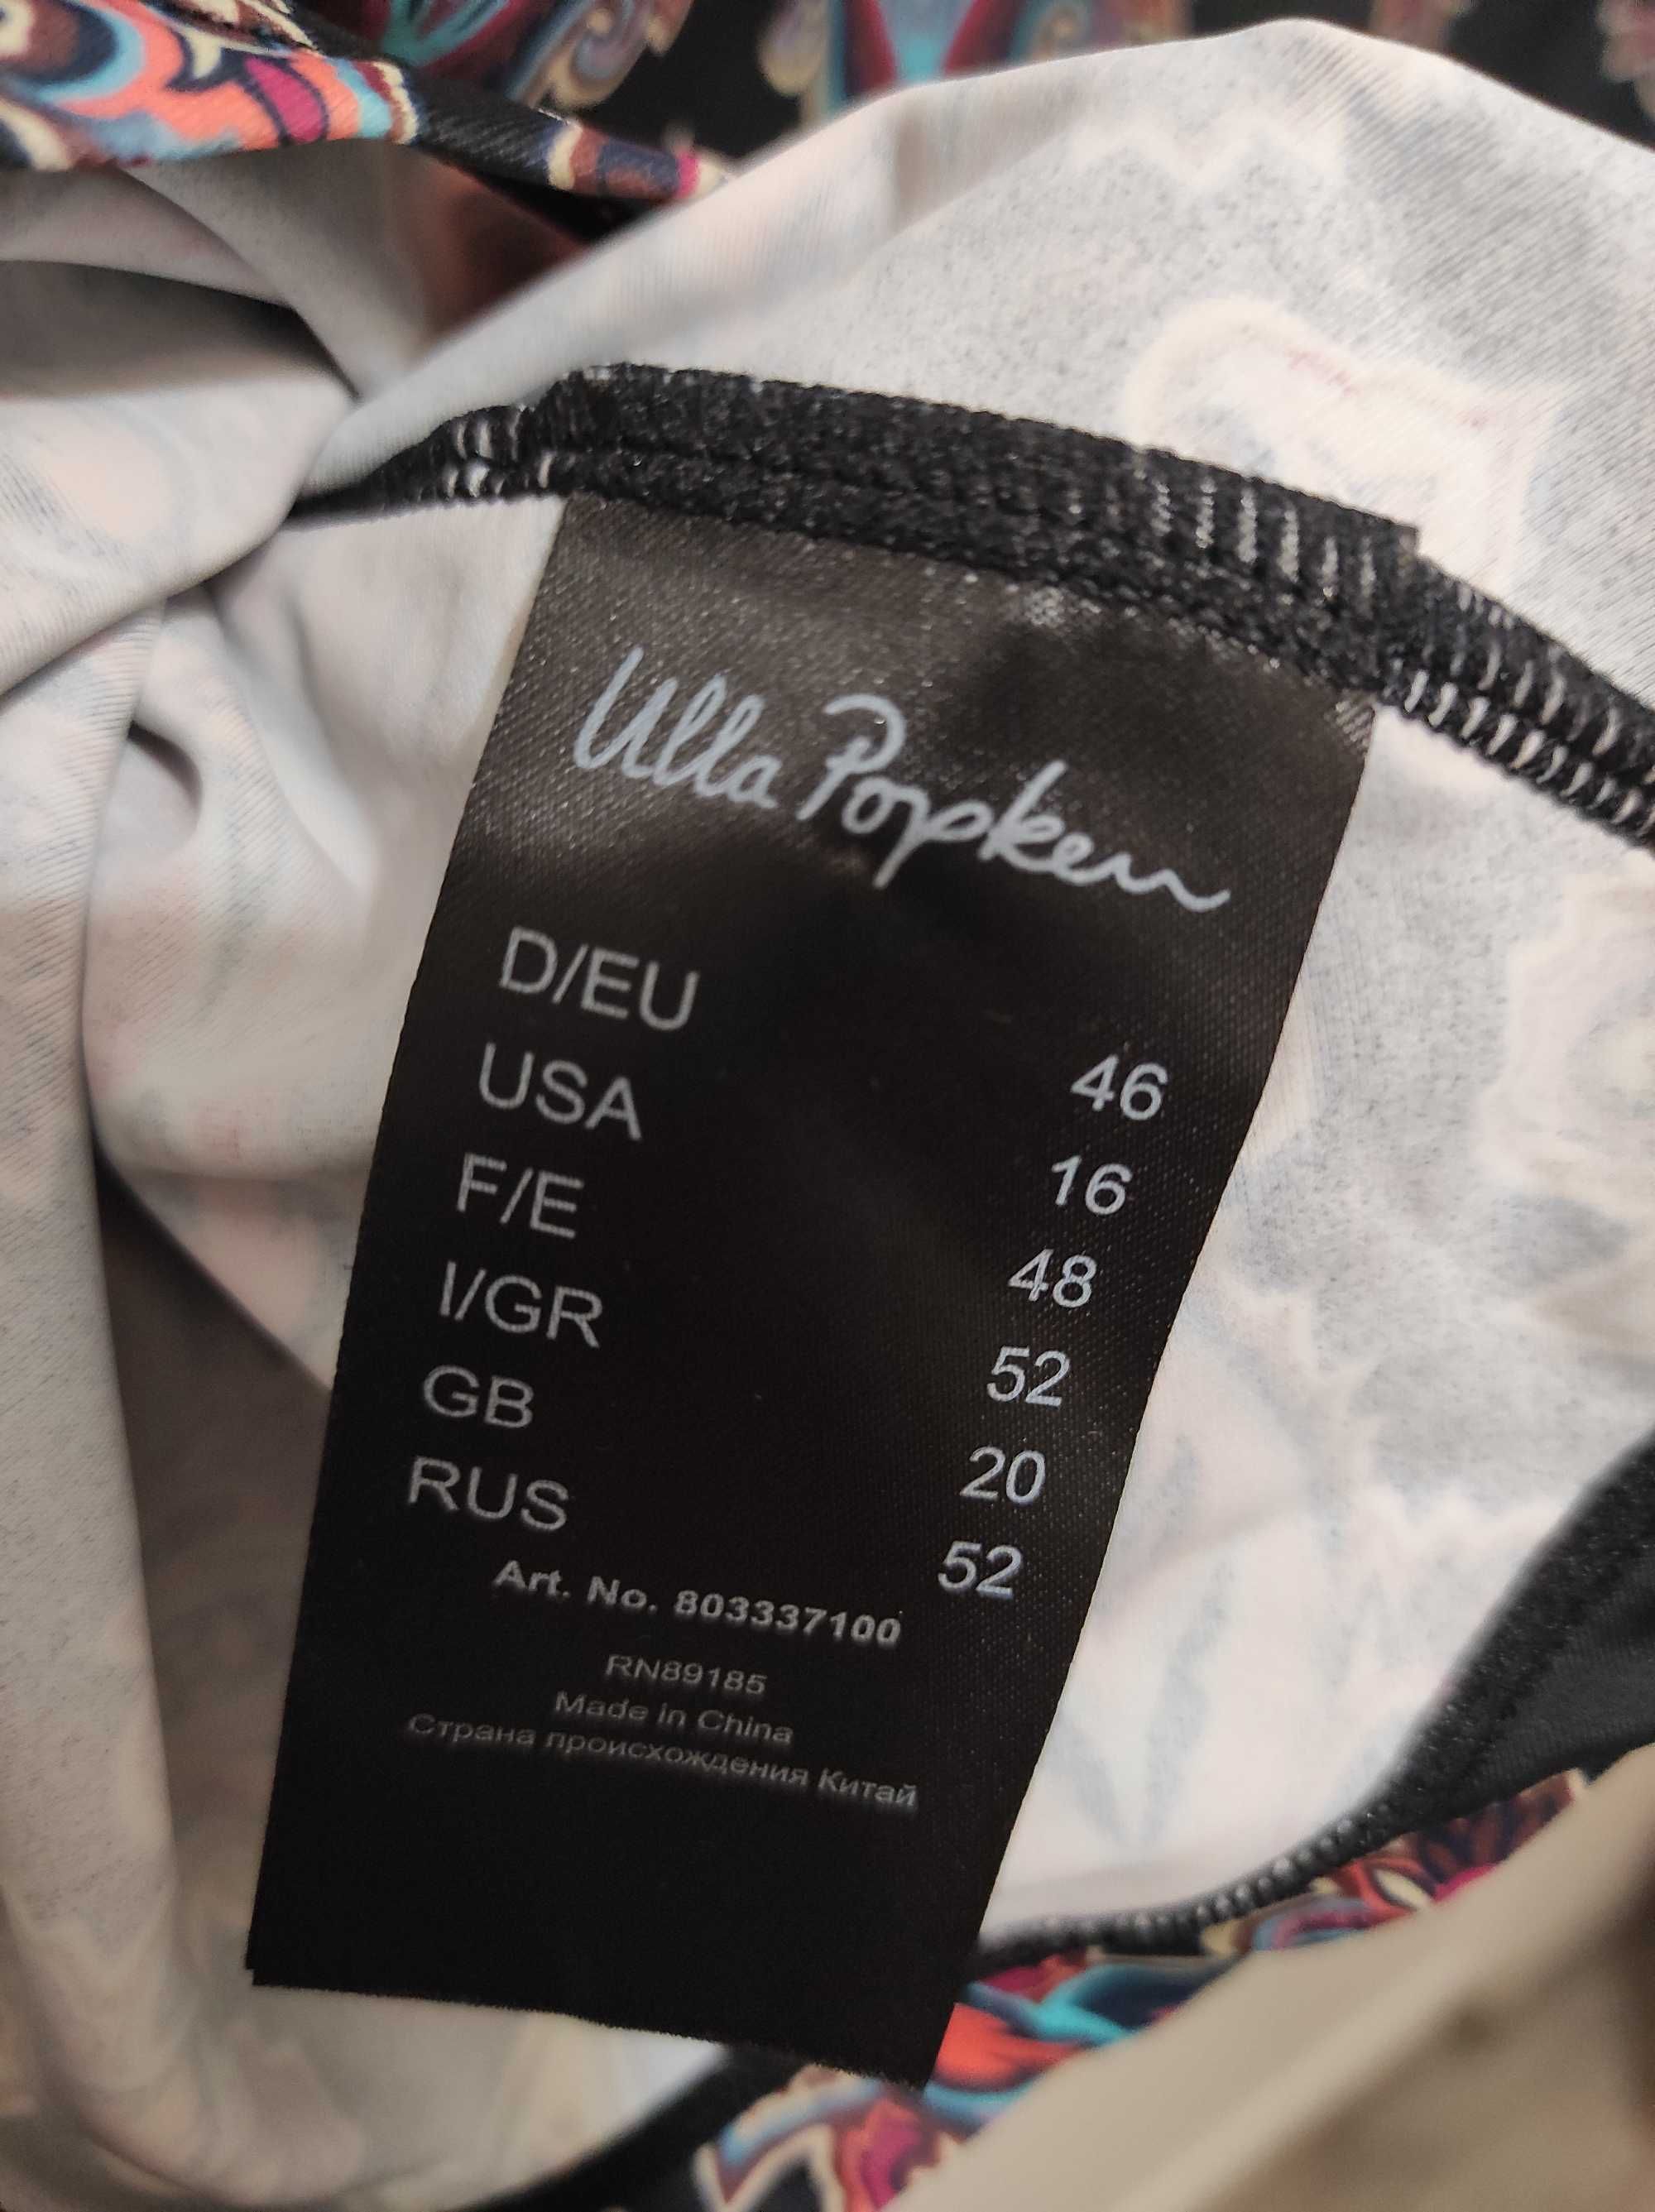 Ulla Popken
D/EU 46
USA 16
F/E 48
I/GR 52
GB 20
RUS 52
Art. No. 803337100
RN89185
Made in China
Страна происхождения Китай